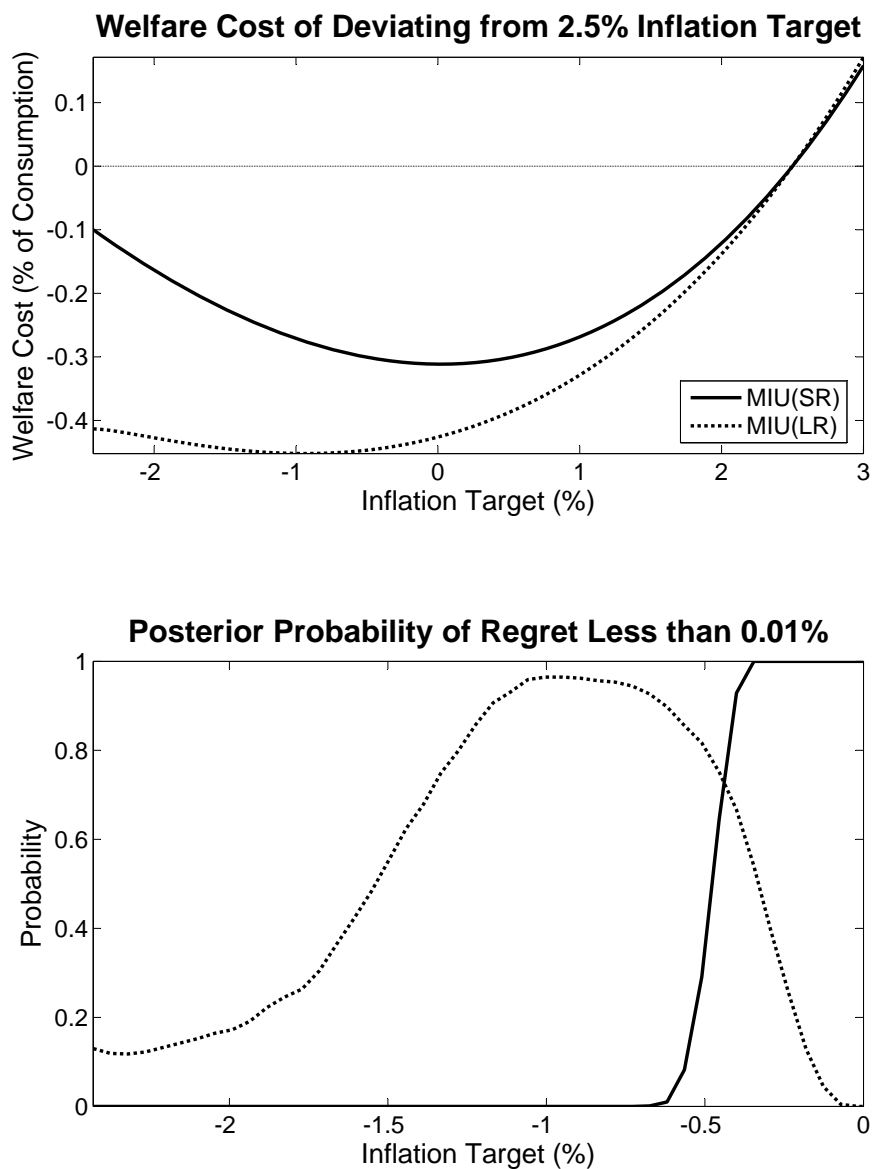 Welfare Cost of Deviating from 2.5% Inflation Target
Welfare Cost (% of Consumption)
0.1
0
-0.1
-0.2
-0.3
-0.4
MIU(SR)
MIU(LR)
-2 -1 0 1 2 3
Inflation Target (%)
Posterior Probability of Regret Less than 0.01%
Probability
1
0.8
0.6
0.4
0.2
0
-2 -1.5 -1 -0.5 0
Inflation Target (%)